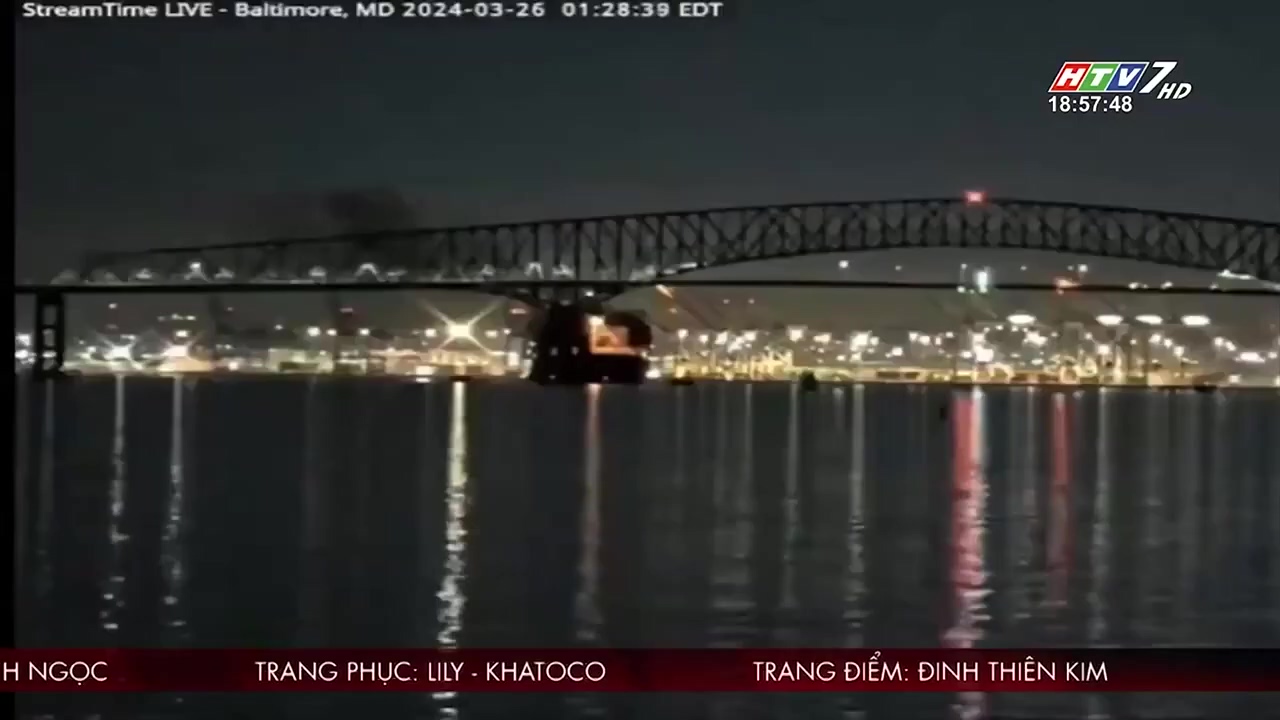 StreamTime LIVE - Baltimore, MD 2024-03-26 01:28:39 EDT
HTV7 HD
18:57:48
H NGỌC TRANG PHỤC: LILY - KHATOCO TRANG ĐIỂM: ĐINH THIÊN KIM